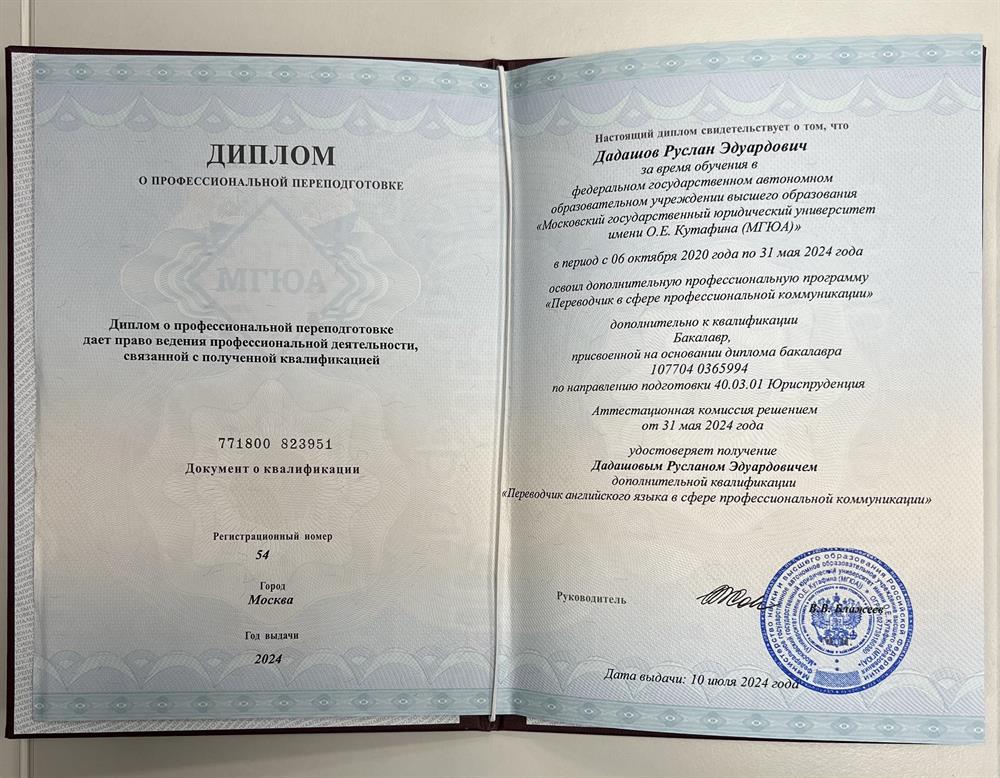 ДИПЛОМ
О ПРОФЕССИОНАЛЬНОЙ ПЕРЕПОДГОТОВКЕ
МГЮА
Диплом о профессиональной переподготовке
дает право ведения профессиональной деятельности,
связанной с полученной квалификацией
771800 823951
Документ о квалификации
Регистрационный номер
54
Город
Москва
Год выдачи
2024
Настоящий диплом свидетельствует о том, что
Дадашов Руслан Эдуардович
за время обучения в
федеральном государственном автономном
образовательном учреждении высшего образования
«Московский государственный юридический университет
имени О.Е. Кутафина (МГЮА)»
в период с 06 октября 2020 года по 31 мая 2024 года
освоил дополнительную профессиональную программу
«Переводчик в сфере профессиональной коммуникации»
дополнительно к квалификации
Бакалавр,
присвоенной на основании диплома бакалавра
107704 0365994
по направлению подготовки 40.03.01 Юриспруденция
Аттестационная комиссия решением
от 31 мая 2024 года
удостоверяет получение
Дадашовым Русланом Эдуардовичем
дополнительной квалификации
«Переводчик английского языка в сфере профессиональной коммуникации»
Руководитель
В.В. Блажеев
Министерство науки и высшего образования Российской Федерации
Дата выдачи: 10 июля 2024 года